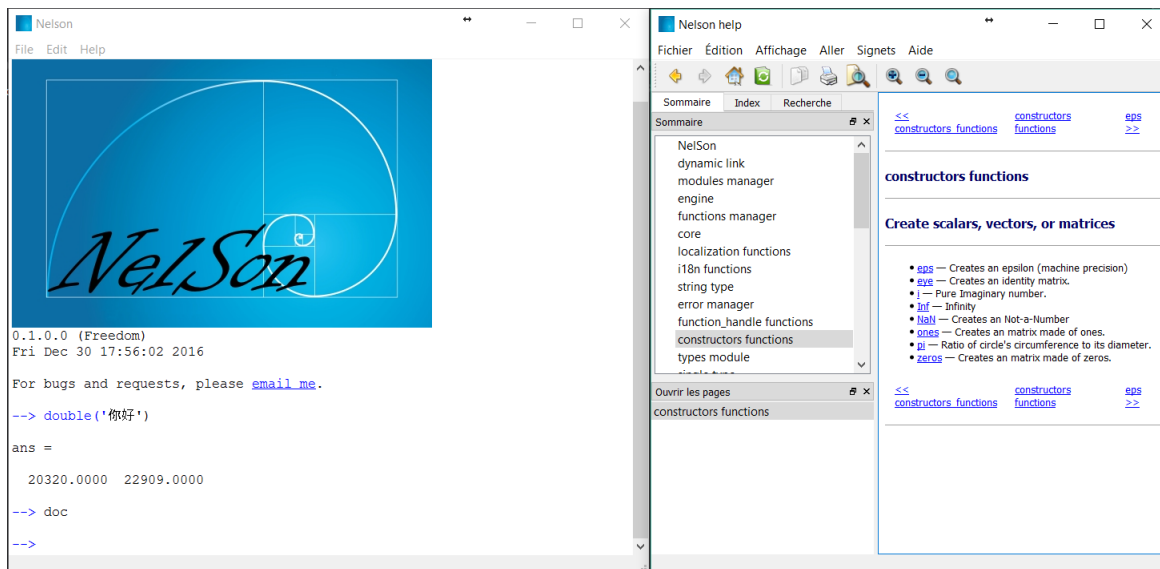 Nelson
File Edit Help
NelSon
0.1.0.0 (Freedom)
Fri Dec 30 17:56:02 2016
For bugs and requests, please email me.
--> double('你好')
ans =
20320.0000 22909.0000
--> doc
-->
Nelson help
Fichier Édition Affichage Aller Signets Aide
Sommaire Index Recherche
Sommaire
NelSon
dynamic link
modules manager
engine
functions manager
core
localization functions
i18n functions
string type
error manager
function_handle functions
constructors functions
types module
Ouvrir les pages
constructors functions
<< constructors eps
constructors functions functions >>
constructors functions
Create scalars, vectors, or matrices
• eps — Creates an epsilon (machine precision)
• eye — Creates an identity matrix.
• i — Pure Imaginary number.
• Inf — Infinity
• NaN — Creates an Not-a-Number
• ones — Creates an matrix made of ones.
• pi — Ratio of circle's circumference to its diameter.
• zeros — Creates an matrix made of zeros.
<< constructors eps
constructors functions functions >>